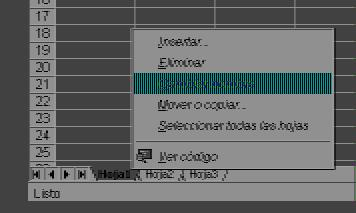 16
17
18
19
20
21
22
23
24
25
Insertar...
Eliminar
Mover o copiar...
Seleccionar todas las hojas
Ver código
Hoja1 Hoja2 Hoja3
Listo